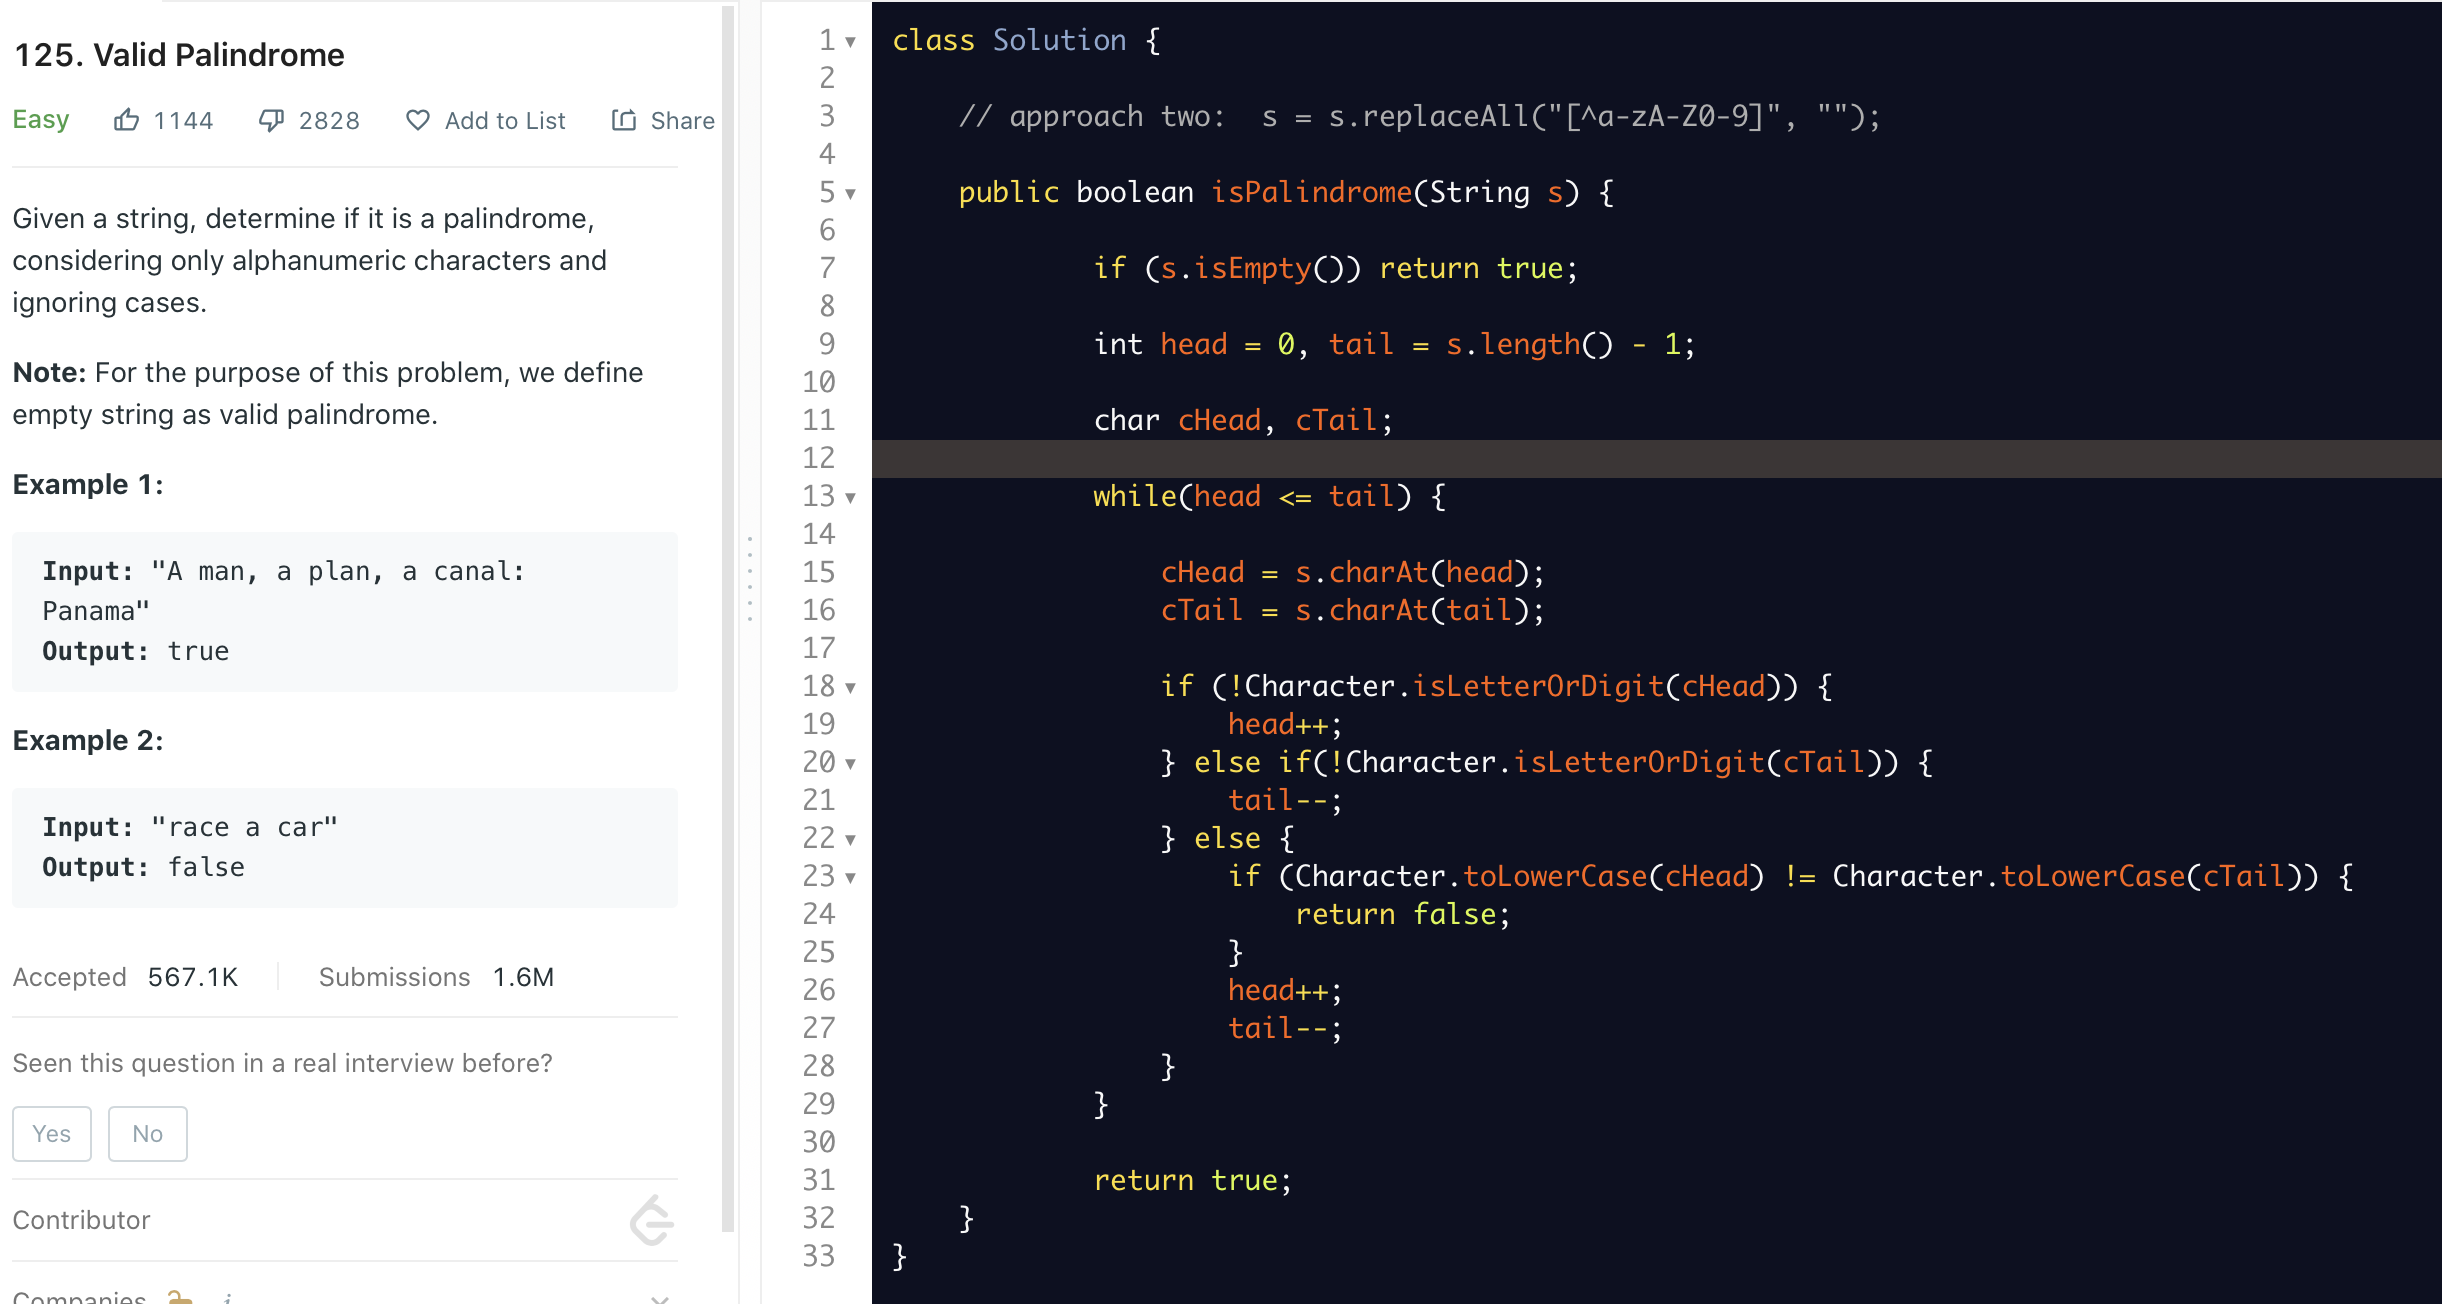 125. Valid Palindrome
Easy 1144 2828 Add to List Share
Given a string, determine if it is a palindrome,
considering only alphanumeric characters and
ignoring cases.
Note: For the purpose of this problem, we define
empty string as valid palindrome.
Example 1:
Input: "A man, a plan, a canal:
Panama"
Output: true
Example 2:
Input: "race a car"
Output: false
Accepted 567.1K Submissions 1.6M
Seen this question in a real interview before?
Yes No
Contributor
Companies i
1 class Solution {
2
3 // approach two:  s = s.replaceAll("[^a-zA-Z0-9]", "");
4
5 public boolean isPalindrome(String s) {
6
7 if (s.isEmpty()) return true;
8
9 int head = 0, tail = s.length() - 1;
10
11 char cHead, cTail;
12
13 while(head <= tail) {
14
15 cHead = s.charAt(head);
16 cTail = s.charAt(tail);
17
18 if (!Character.isLetterOrDigit(cHead)) {
19 head++;
20 } else if(!Character.isLetterOrDigit(cTail)) {
21 tail--;
22 } else {
23 if (Character.toLowerCase(cHead) != Character.toLowerCase(cTail)) {
24 return false;
25 }
26 head++;
27 tail--;
28 }
29 }
30
31 return true;
32 }
33 }